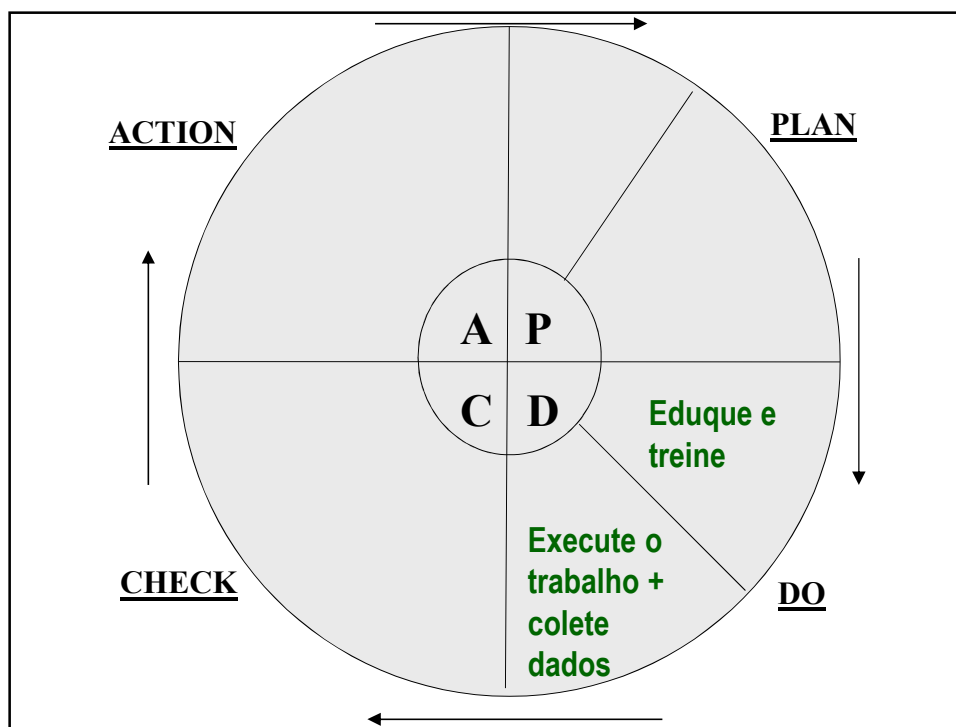 ACTION
PLAN
A P
C D
Eduque e
treine
Execute o
trabalho +
colete
dados
CHECK
DO